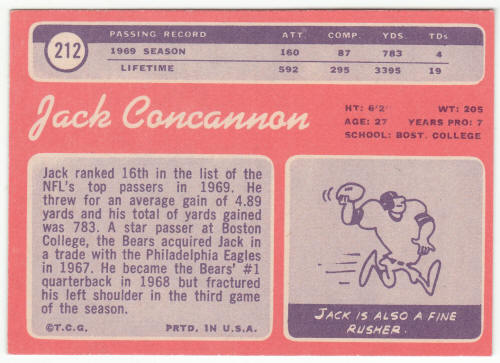 212
PASSING RECORD ATT. COMP. YDS. TDs
1969 SEASON 160 87 783 4
LIFETIME 592 295 3395 19
Jack Concannon
HT: 6'2" WT: 205
AGE: 27 YEARS PRO: 7
SCHOOL: BOST. COLLEGE
Jack ranked 16th in the list of the
NFL's top passers in 1969. He
threw for an average gain of 4.89
yards and his total of yards gained
was 783. A star passer at Boston
College, the Bears acquired Jack in
a trade with the Philadelphia Eagles
in 1967. He became the Bears' #1
quarterback in 1968 but fractured
his left shoulder in the third game
of the season.
©T.C.G. PRTD. IN U.S.A.
JACK IS ALSO A FINE
RUSHER.